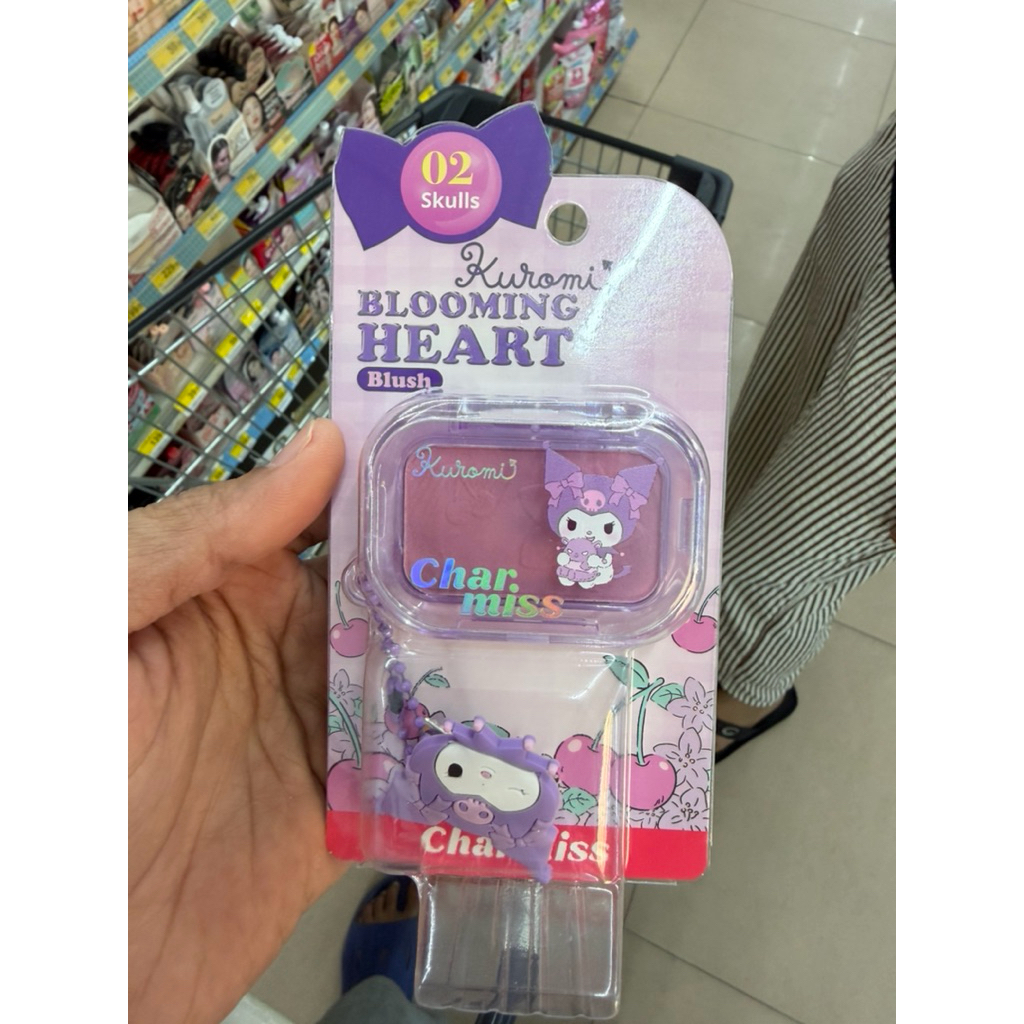 02
Skulls
Kuromi
BLOOMING
HEART
Blush
Kuromi
Char
miss